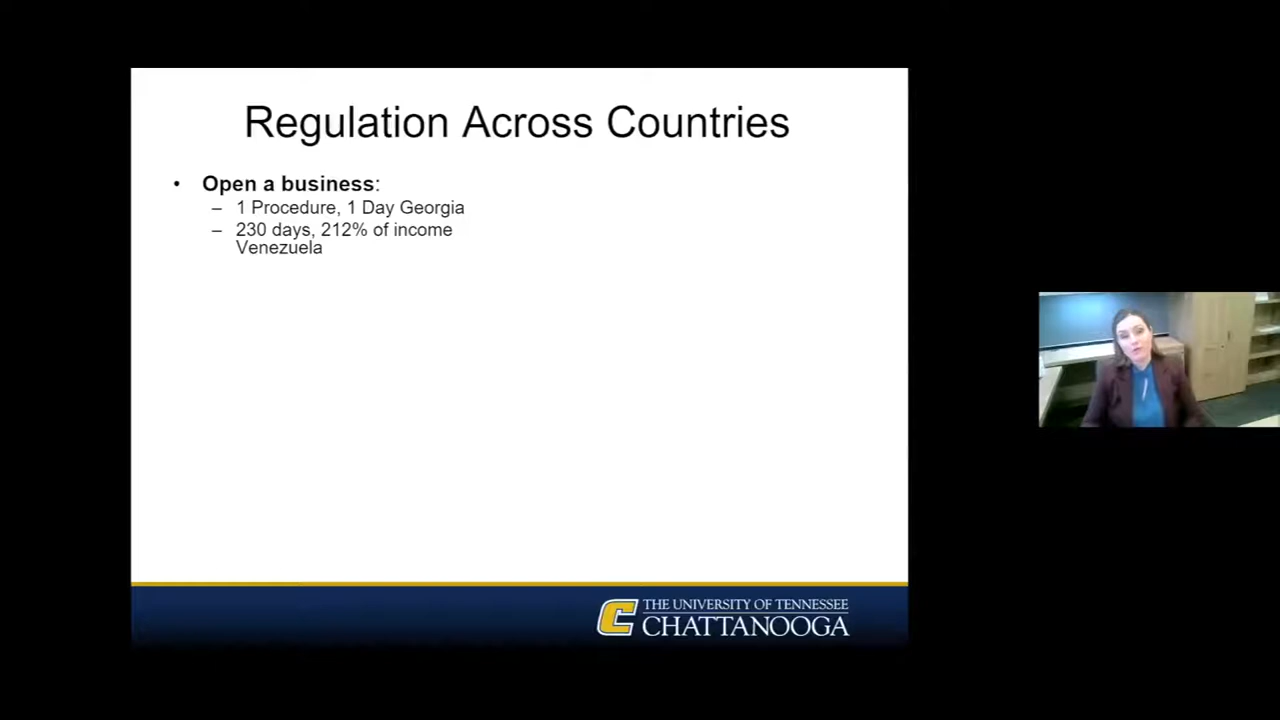 Regulation Across Countries
• Open a business:
– 1 Procedure, 1 Day Georgia
– 230 days, 212% of income
Venezuela
C THE UNIVERSITY OF TENNESSEE
CHATTANOOGA